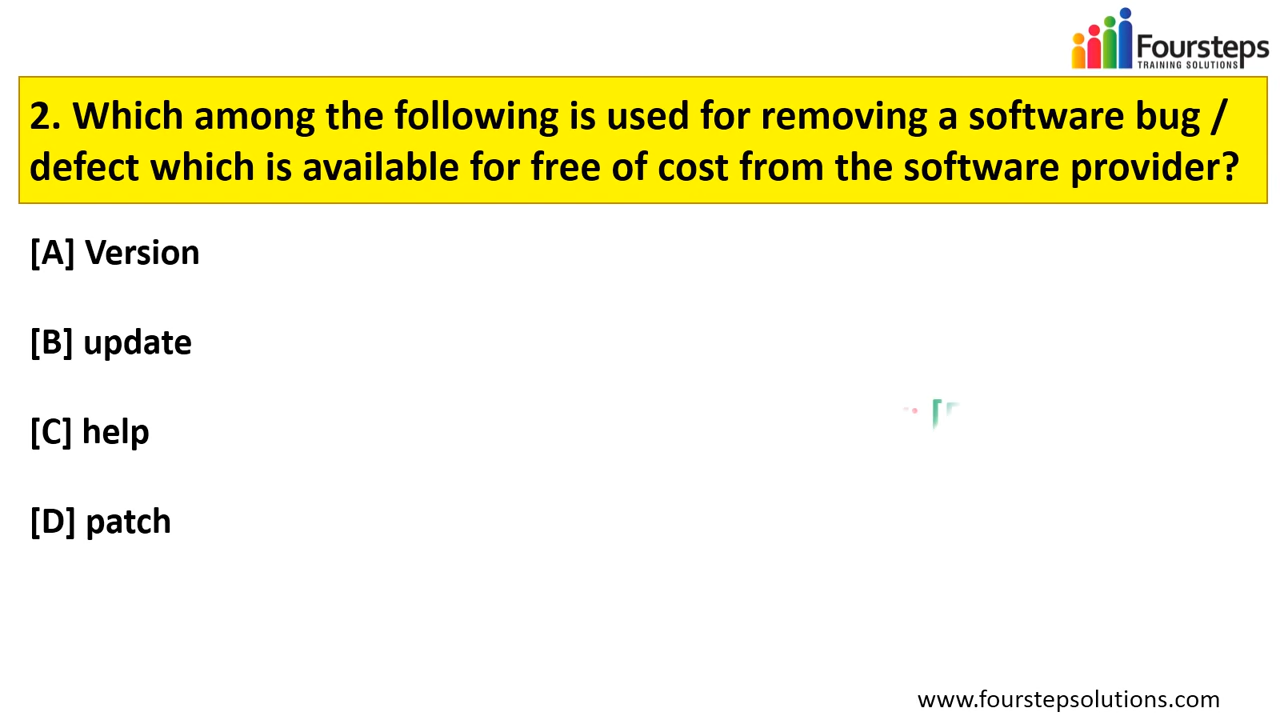 Foursteps
TRAINING SOLUTIONS
2. Which among the following is used for removing a software bug /
defect which is available for free of cost from the software provider?
[A] Version
[B] update
[C] help
[D] patch
www.fourstepsolutions.com